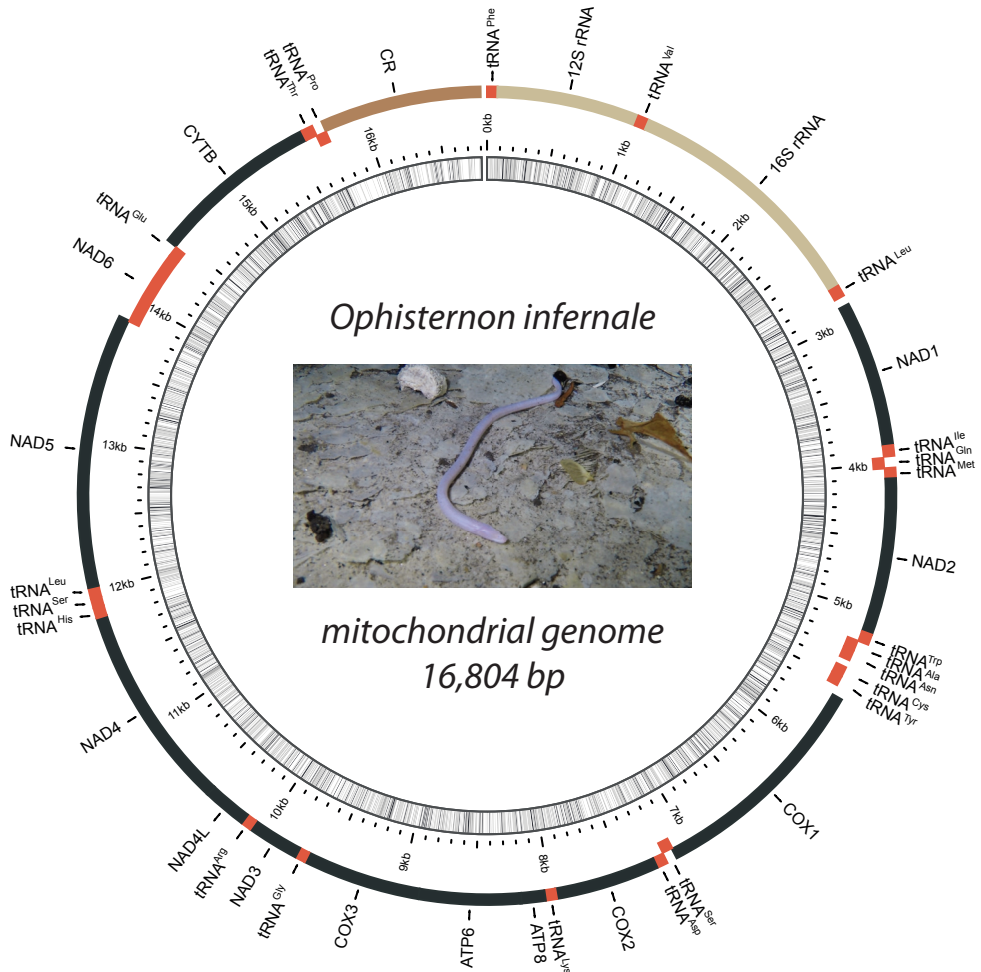 Ophisternon infernale
mitochondrial genome
16,804 bp
tRNA Phe
12S rRNA
tRNA Val
16S rRNA
tRNA Leu
NAD1
tRNA Ile
tRNA Gln
tRNA Met
NAD2
tRNA Trp
tRNA Ala
tRNA Asn
tRNA Cys
tRNA Tyr
COX1
tRNA Ser
tRNA Asp
COX2
tRNA Lys
ATP8
ATP6
COX3
tRNA Gly
NAD3
tRNA Arg
NAD4L
NAD4
tRNA His
tRNA Ser
tRNA Leu
NAD5
NAD6
tRNA Glu
CYTB
tRNA Thr
tRNA Pro
CR
0kb
1kb
2kb
3kb
4kb
5kb
6kb
7kb
8kb
9kb
10kb
11kb
12kb
13kb
14kb
15kb
16kb